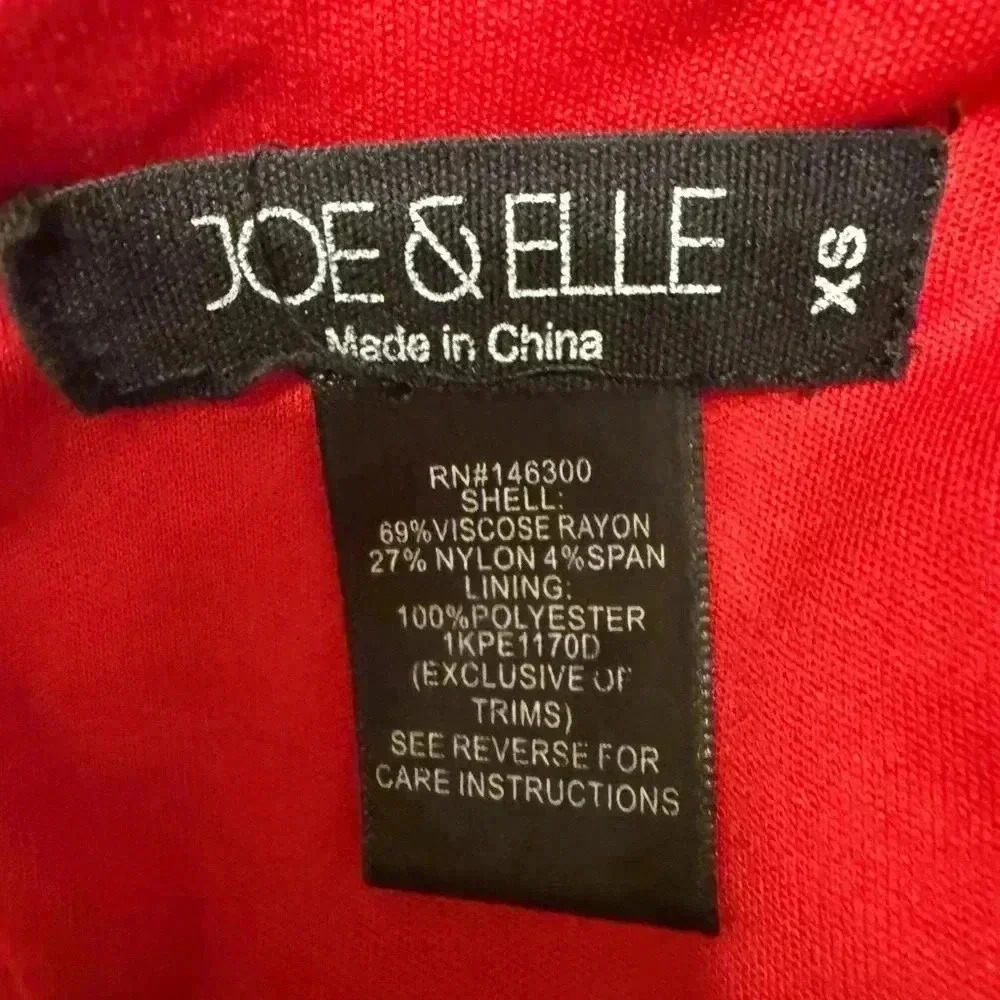 JOE & ELLE
XS
Made in China
RN#146300
SHELL:
69%VISCOSE RAYON
27% NYLON 4%SPAN
LINING:
100%POLYESTER
1KPE1170D
(EXCLUSIVE OF
TRIMS)
SEE REVERSE FOR
CARE INSTRUCTIONS